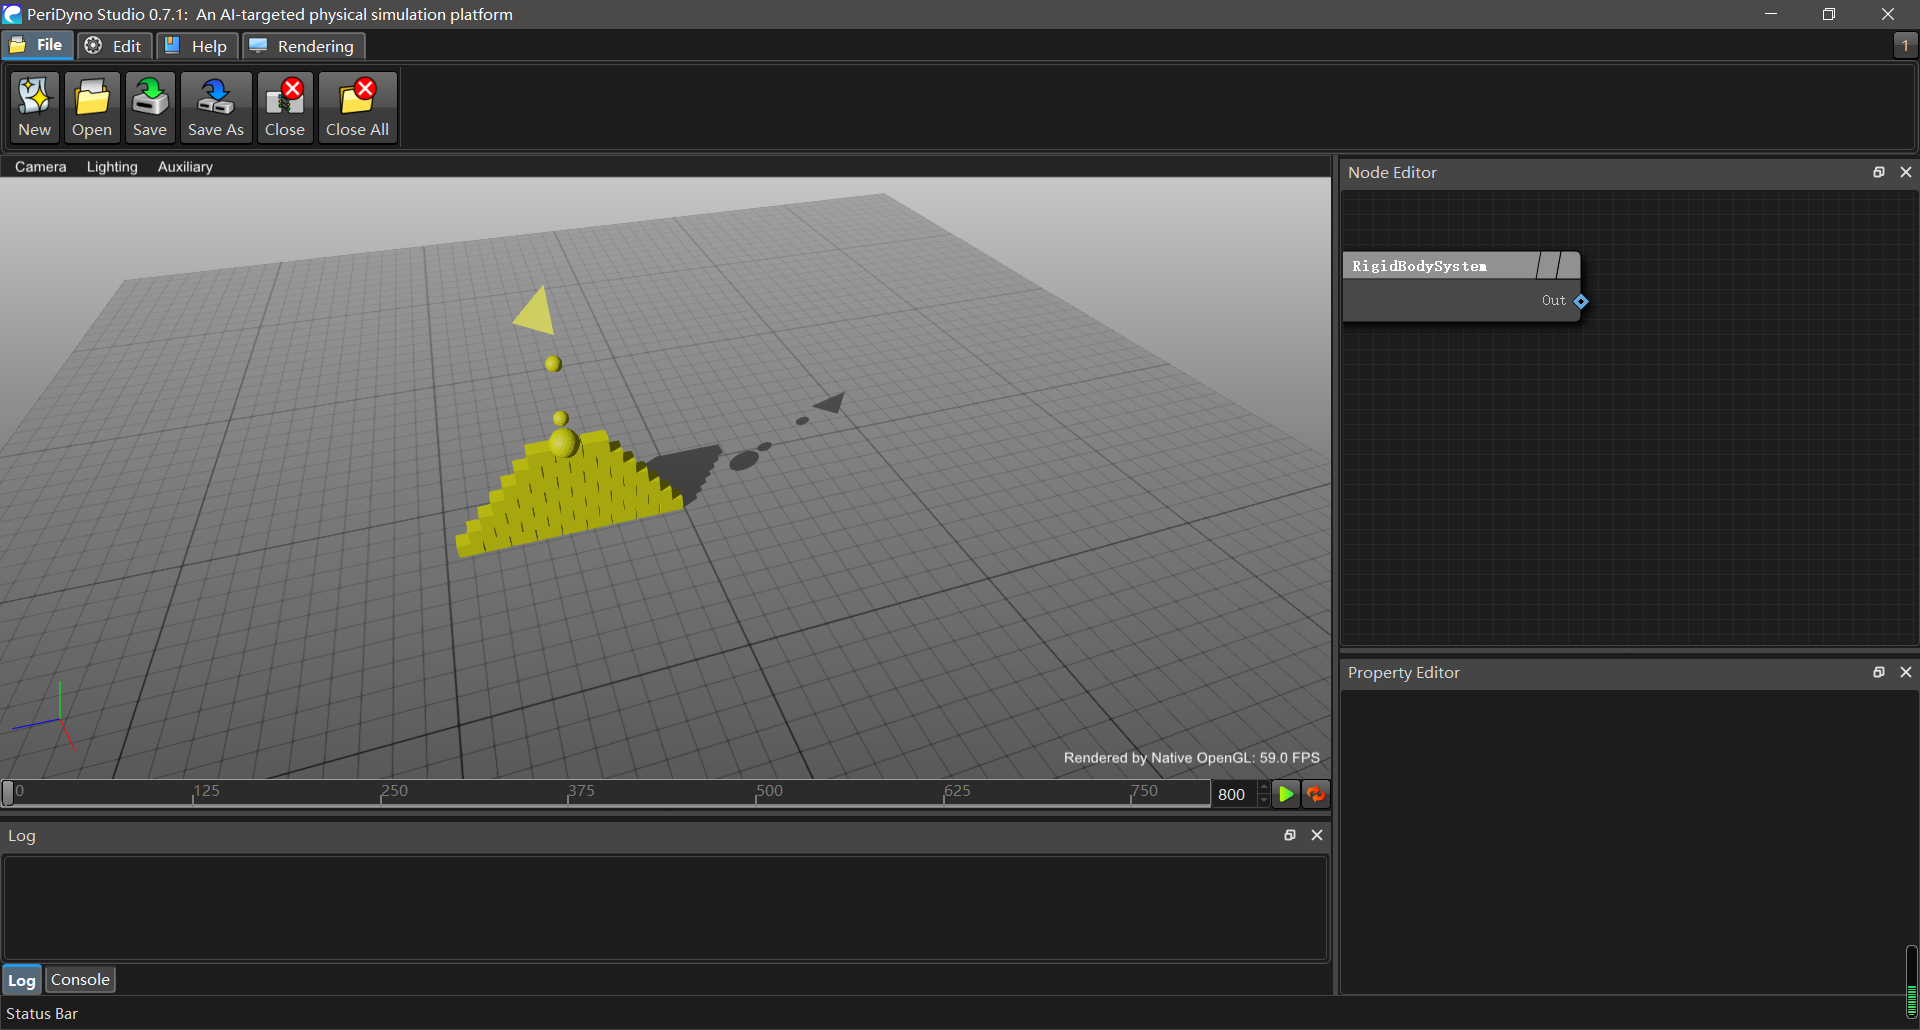 PeriDyno Studio 0.7.1:  An AI-targeted physical simulation platform
File Edit Help Rendering 1
New Open Save Save As Close Close All
Camera Lighting Auxiliary
Node Editor
RigidBodySystem
Out
Rendered by Native OpenGL: 59.0 FPS
0 125 250 375 500 625 750 800
Property Editor
Log
Log Console
Status Bar